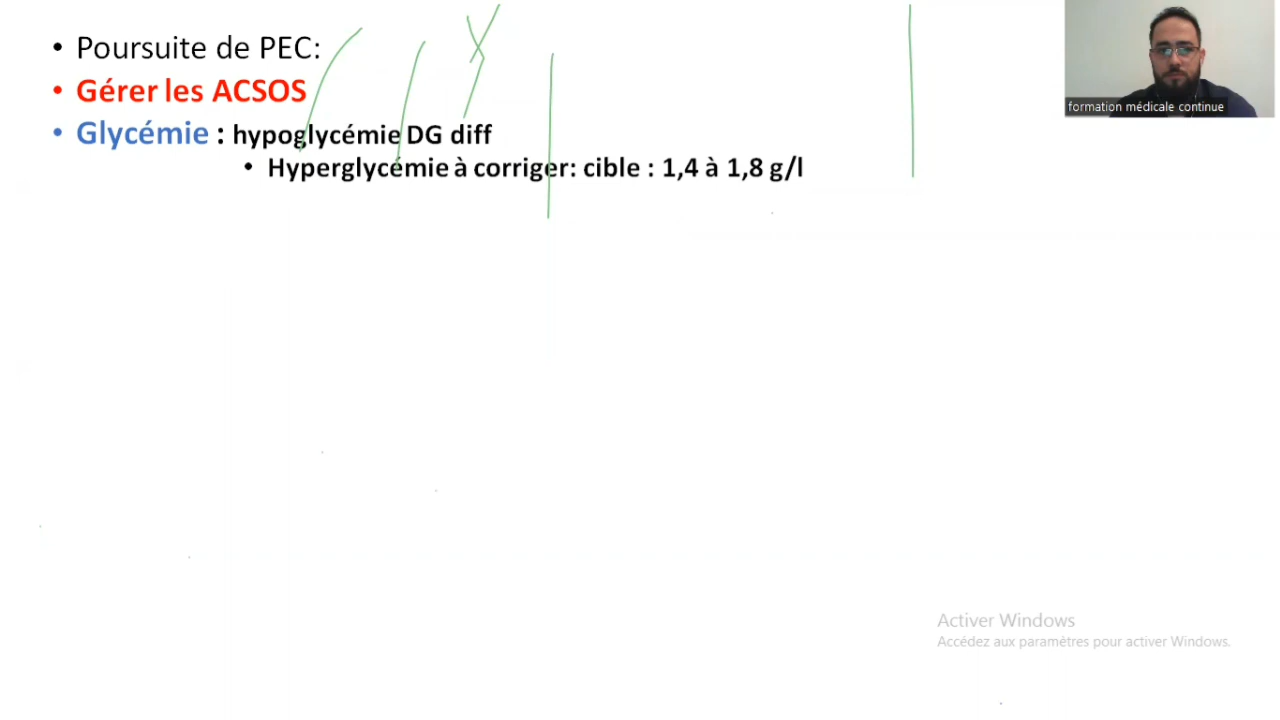 • Poursuite de PEC:
• Gérer les ACSOS
• Glycémie : hypoglycémie DG diff
• Hyperglycémie à corriger: cible : 1,4 à 1,8 g/l
formation médicale continue
Activer Windows
Accédez aux paramètres pour activer Windows.